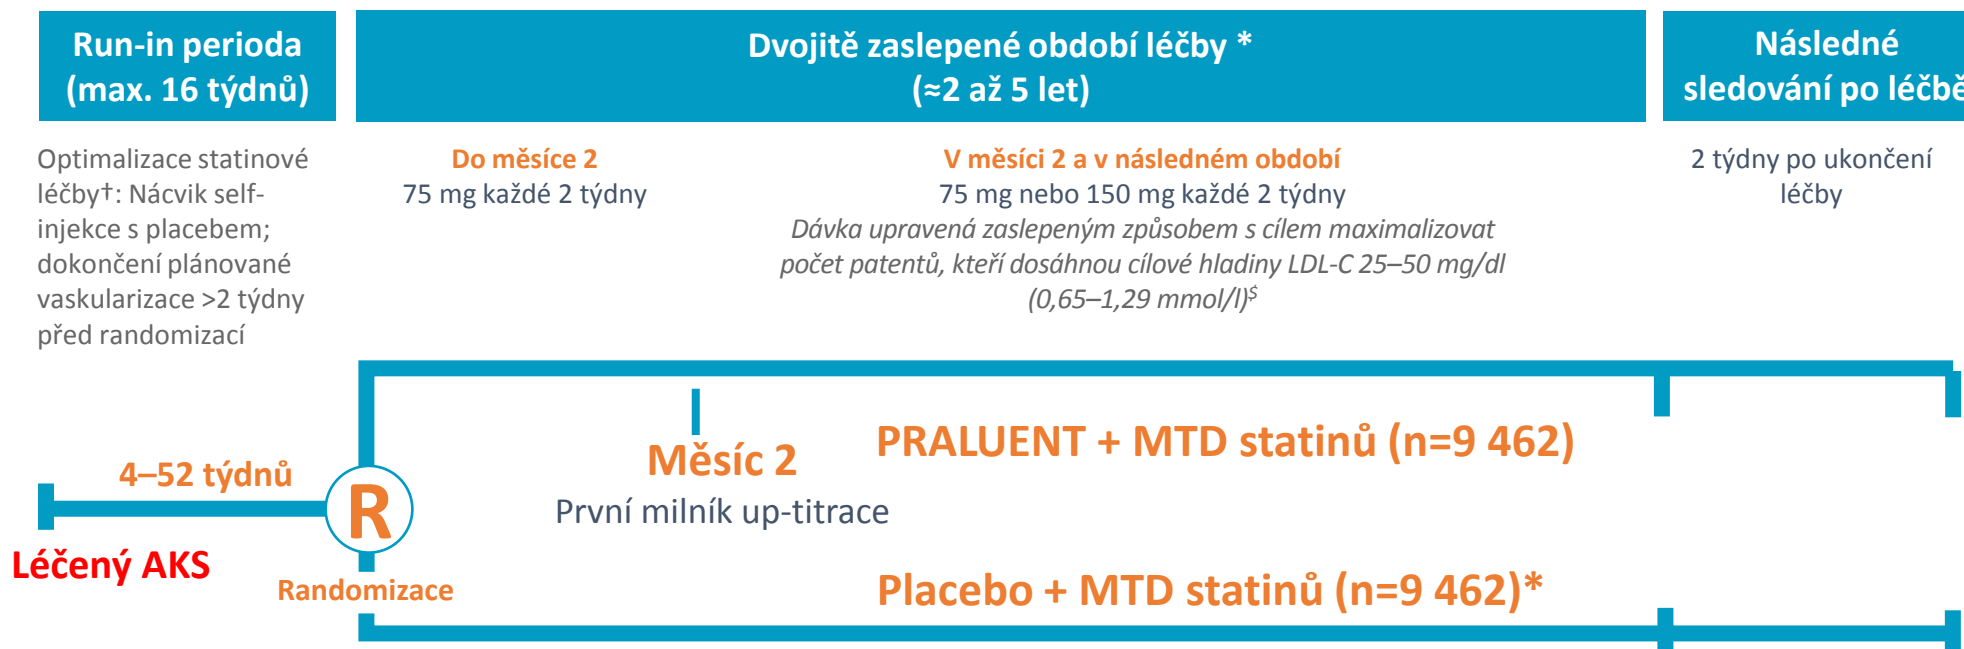 Run-in perioda
(max. 16 týdnů)
Dvojitě zaslepené období léčby *
(≈2 až 5 let)
Následné
sledování po léčbě
Optimalizace statinové
léčby†: Nácvik self-
injekce s placebem;
dokončení plánované
vaskularizace >2 týdny
před randomizací
Do měsíce 2
75 mg každé 2 týdny
V měsíci 2 a v následném období
75 mg nebo 150 mg každé 2 týdny
Dávka upravená zaslepeným způsobem s cílem maximalizovat
počet patentů, kteří dosáhnou cílové hladiny LDL-C 25–50 mg/dl
(0,65–1,29 mmol/l)$
2 týdny po ukončení
léčby
4–52 týdnů
Léčený AKS
R
Randomizace
Měsíc 2
První milník up-titrace
PRALUENT + MTD statinů (n=9 462)
Placebo + MTD statinů (n=9 462)*